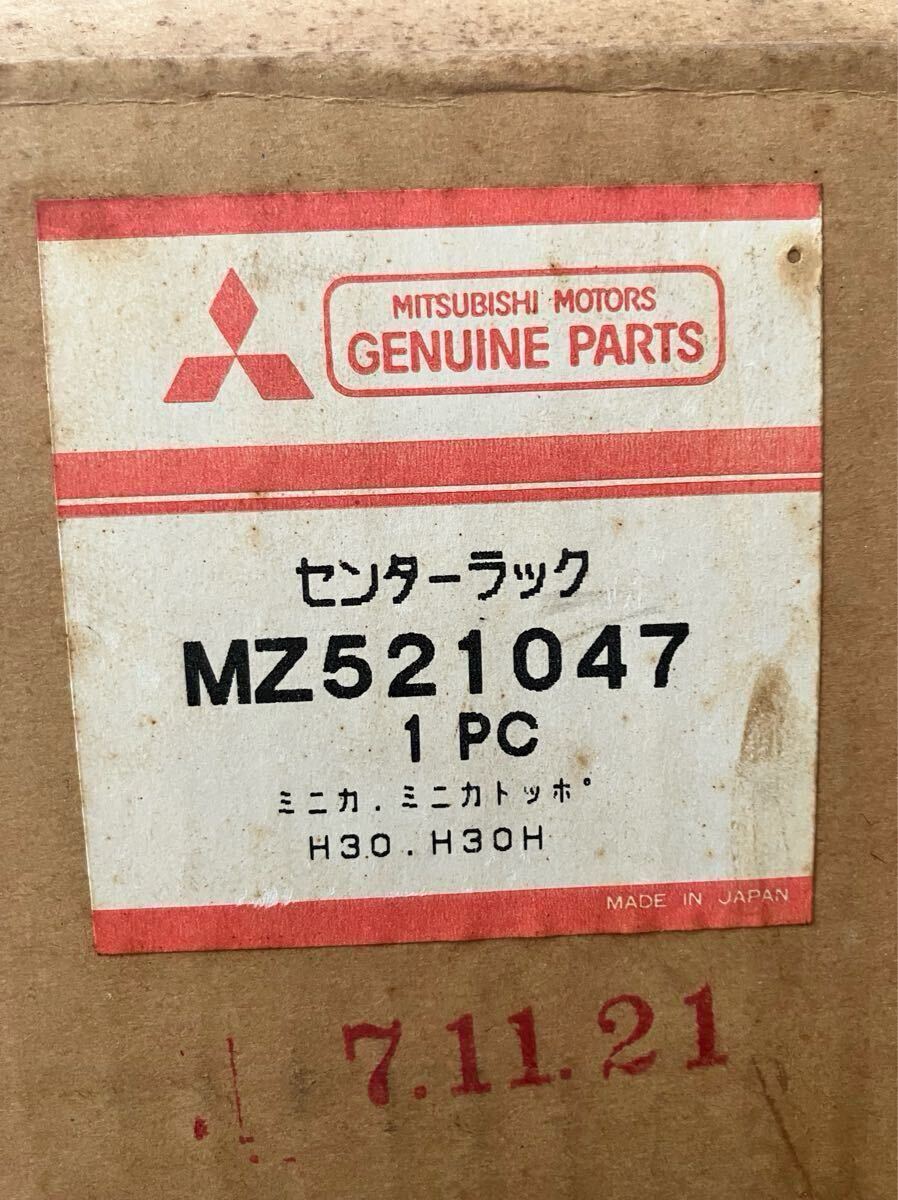 MITSUBISHI MOTORS
GENUINE PARTS
センターラック
MZ521047
1 PC
ミニカ.ミニカトッポ
H30.H30H
MADE IN JAPAN
7.11.21